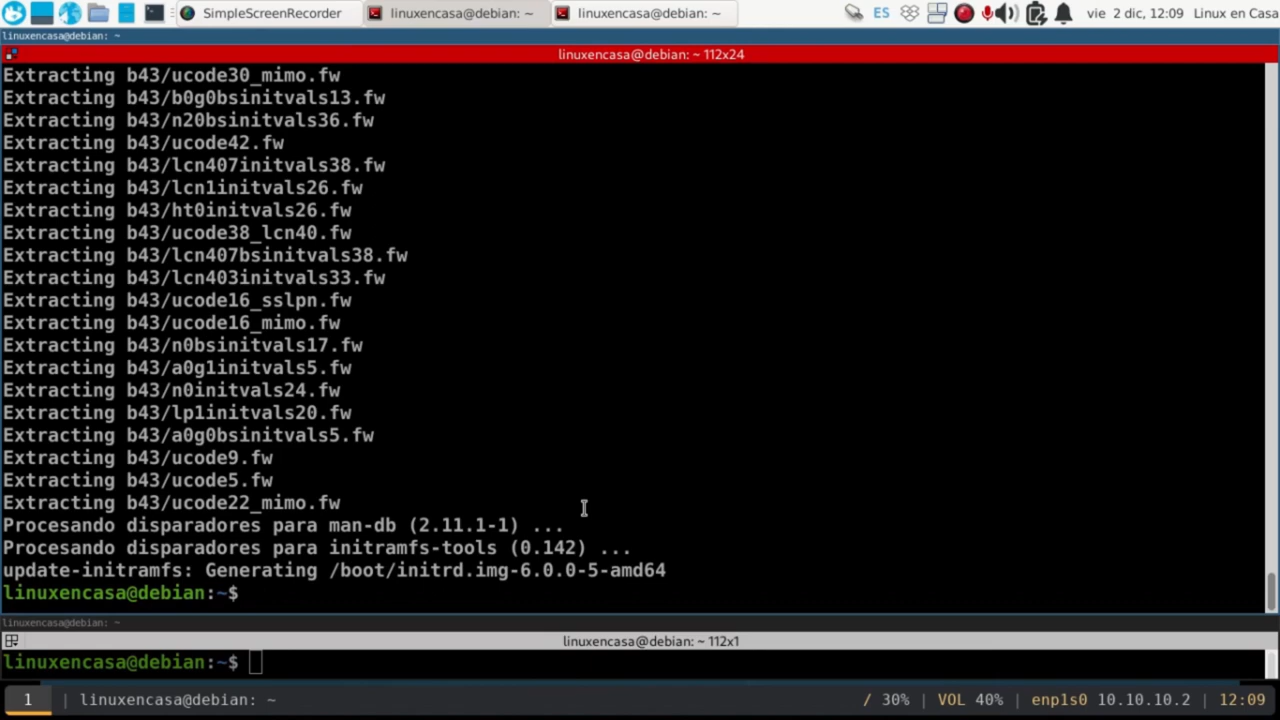 SimpleScreenRecorder linuxencasa@debian: ~ linuxencasa@debian: ~ ES vie 2 dic, 12:09 Linux en Casa
linuxencasa@debian: ~
linuxencasa@debian: ~ 112x24
Extracting b43/ucode30_mimo.fw
Extracting b43/b0g0bsinitvals13.fw
Extracting b43/n20bsinitvals36.fw
Extracting b43/ucode42.fw
Extracting b43/lcn407initvals38.fw
Extracting b43/lcn1initvals26.fw
Extracting b43/ht0initvals26.fw
Extracting b43/ucode38_lcn40.fw
Extracting b43/lcn407bsinitvals38.fw
Extracting b43/lcn403initvals33.fw
Extracting b43/ucode16_sslpn.fw
Extracting b43/ucode16_mimo.fw
Extracting b43/n0bsinitvals17.fw
Extracting b43/a0g1initvals5.fw
Extracting b43/n0initvals24.fw
Extracting b43/lp1initvals20.fw
Extracting b43/a0g0bsinitvals5.fw
Extracting b43/ucode9.fw
Extracting b43/ucode5.fw
Extracting b43/ucode22_mimo.fw
Procesando disparadores para man-db (2.11.1-1) ...
Procesando disparadores para initramfs-tools (0.142) ...
update-initramfs: Generating /boot/initrd.img-6.0.0-5-amd64
linuxencasa@debian:~$
linuxencasa@debian: ~
linuxencasa@debian: ~ 112x1
linuxencasa@debian:~$
1 | linuxencasa@debian: ~ / 30% | VOL 40% | enp1s0 10.10.10.2 | 12:09